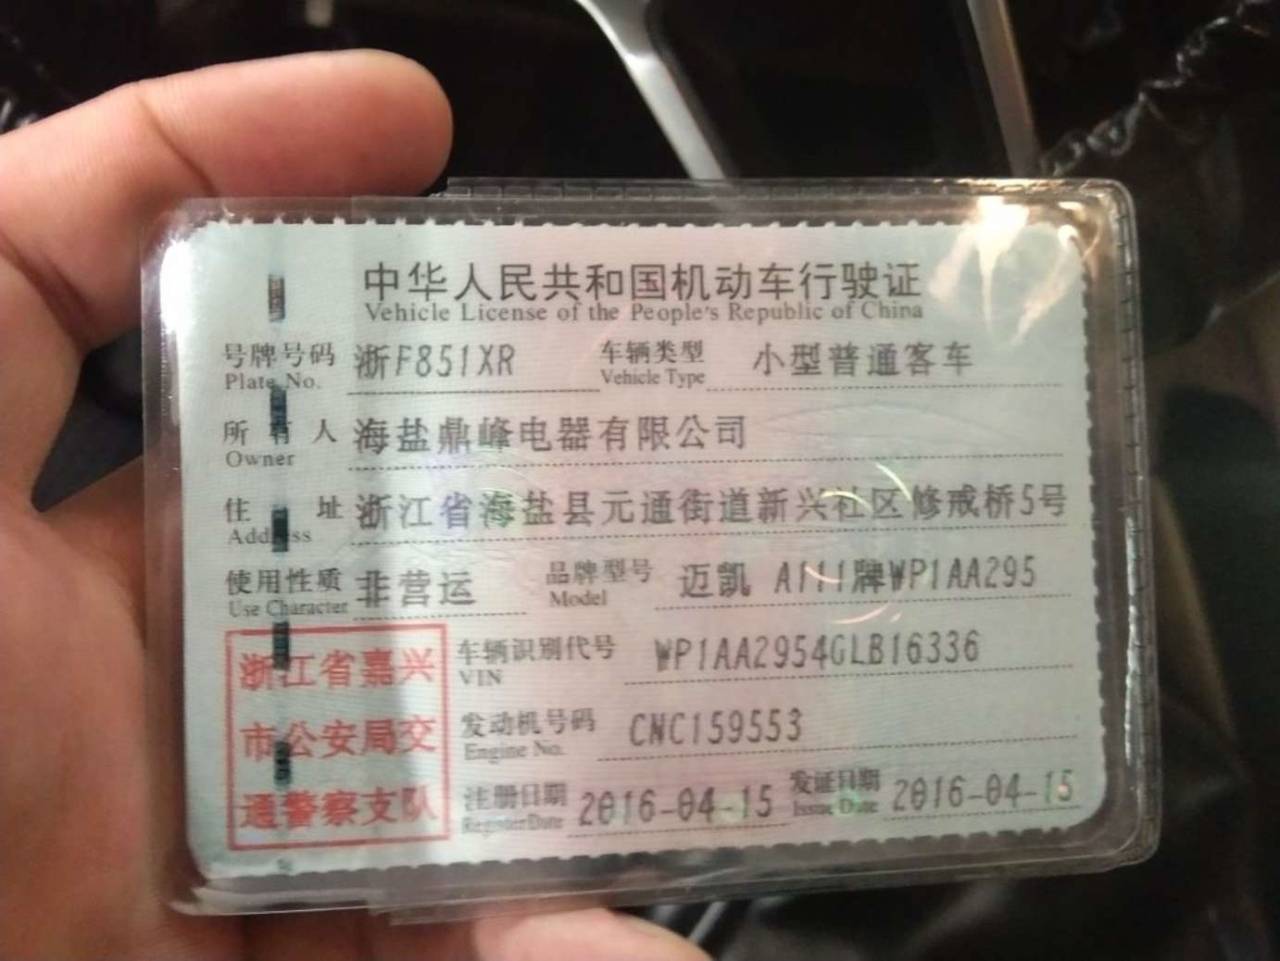 中华人民共和国机动车行驶证
Vehicle License of the People's Republic of China
号牌号码 浙F851XR 车辆类型 小型普通客车
Plate No. Vehicle Type
所有人 海盐鼎峰电器有限公司
Owner
住址 浙江省海盐县元通街道新兴社区修戒桥5号
Address
使用性质 非营运 品牌型号 迈凯 A111牌WP1AA295
Use Character Model
浙江省嘉兴
市公安局交
通警察支队
车辆识别代号 WP1AA2954GLB16336
VIN
发动机号码 CNC159553
Engine No.
注册日期 2016-04-15 发证日期 2016-04-15
Register Date Issue Date